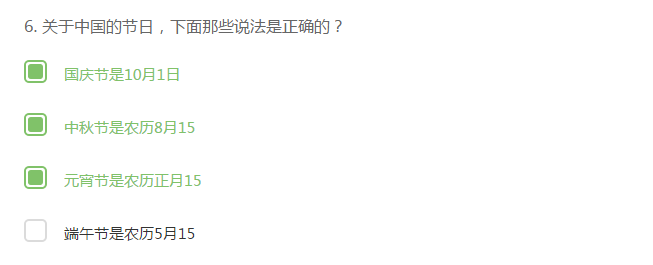 6. 关于中国的节日，下面那些说法是正确的？
国庆节是10月1日
中秋节是农历8月15
元宵节是农历正月15
端午节是农历5月15